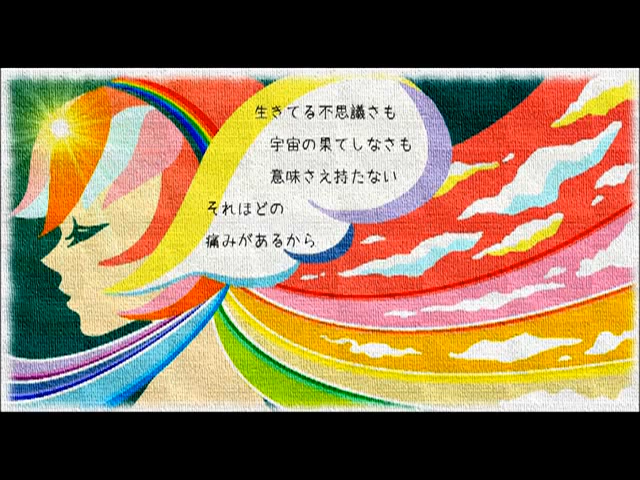 生きてる不思議さも
宇宙の果てしなさも
意味さえ持たない
それほどの
痛みがあるから